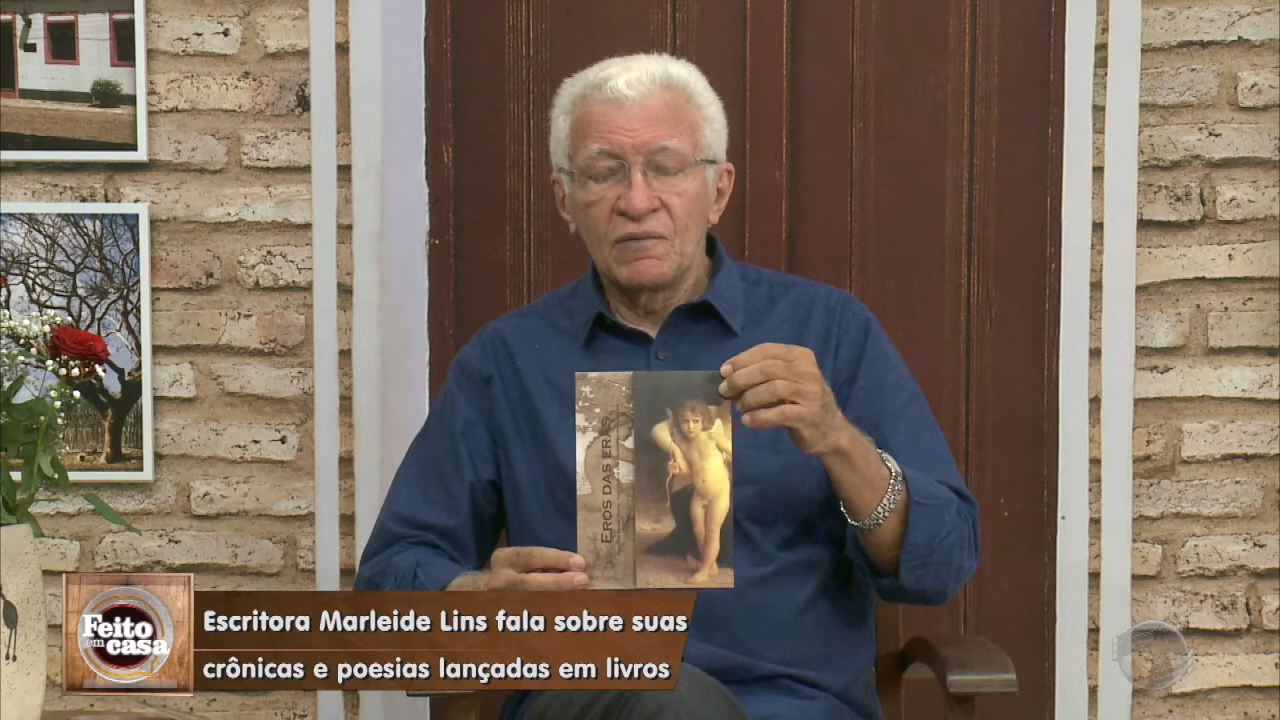 EROS DAS ERAS
Feito
em
casa
Escritora Marleide Lins fala sobre suas
crônicas e poesias lançadas em livros